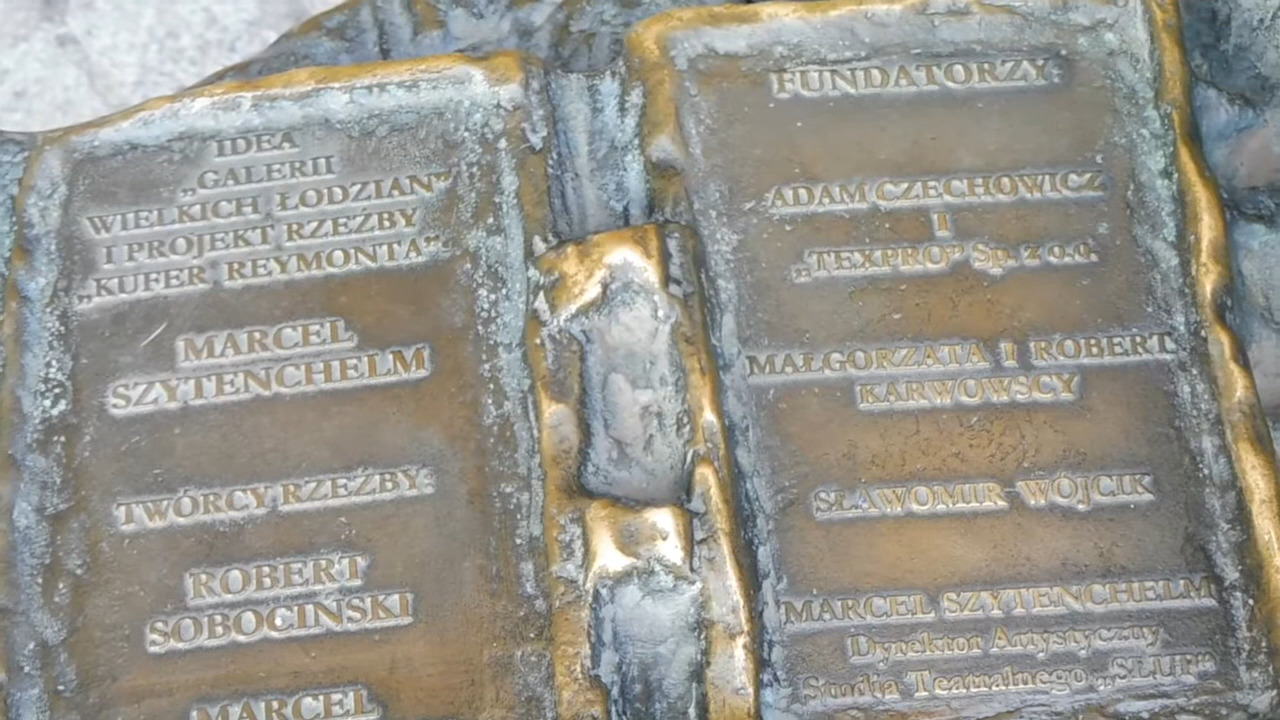 IDEA
„GALERII
WIELKICH ŁODZIAN”
I PROJEKT RZEŹBY
„KUFER REYMONTA”
MARCEL
SZYTENCHELM
TWÓRCY RZEŹBY:
ROBERT
SOBOCIŃSKI
MARCEL
FUNDATORZY:
ADAM CZECHOWICZ
I
„TEXPRO” Sp. z o.o.
MAŁGORZATA I ROBERT
KARWOWSCY
SŁAWOMIR WÓJCIK
MARCEL SZYTENCHELM
Dyrektor Artystyczny
Studia Teatralnego „SŁUP”